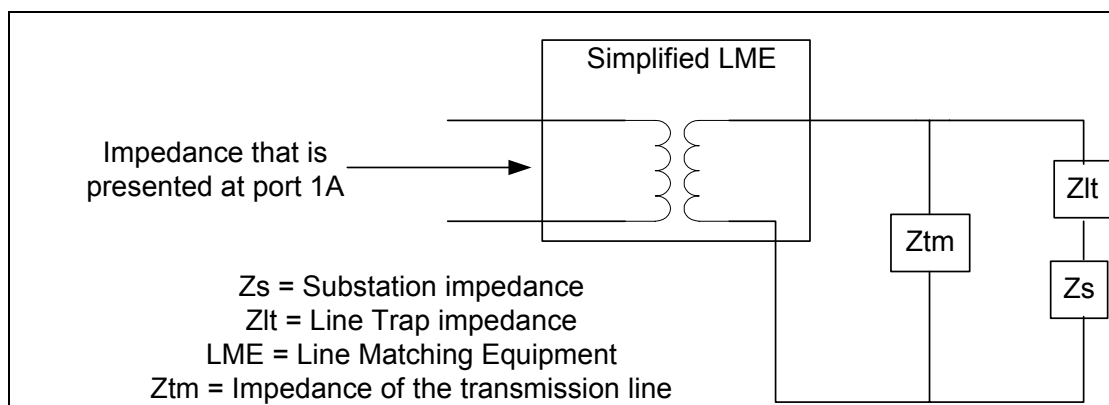 Simplified LME
Impedance that is
presented at port 1A
Zlt
Ztm
Zs
Zs = Substation impedance
Zlt = Line Trap impedance
LME = Line Matching Equipment
Ztm = Impedance of the transmission line